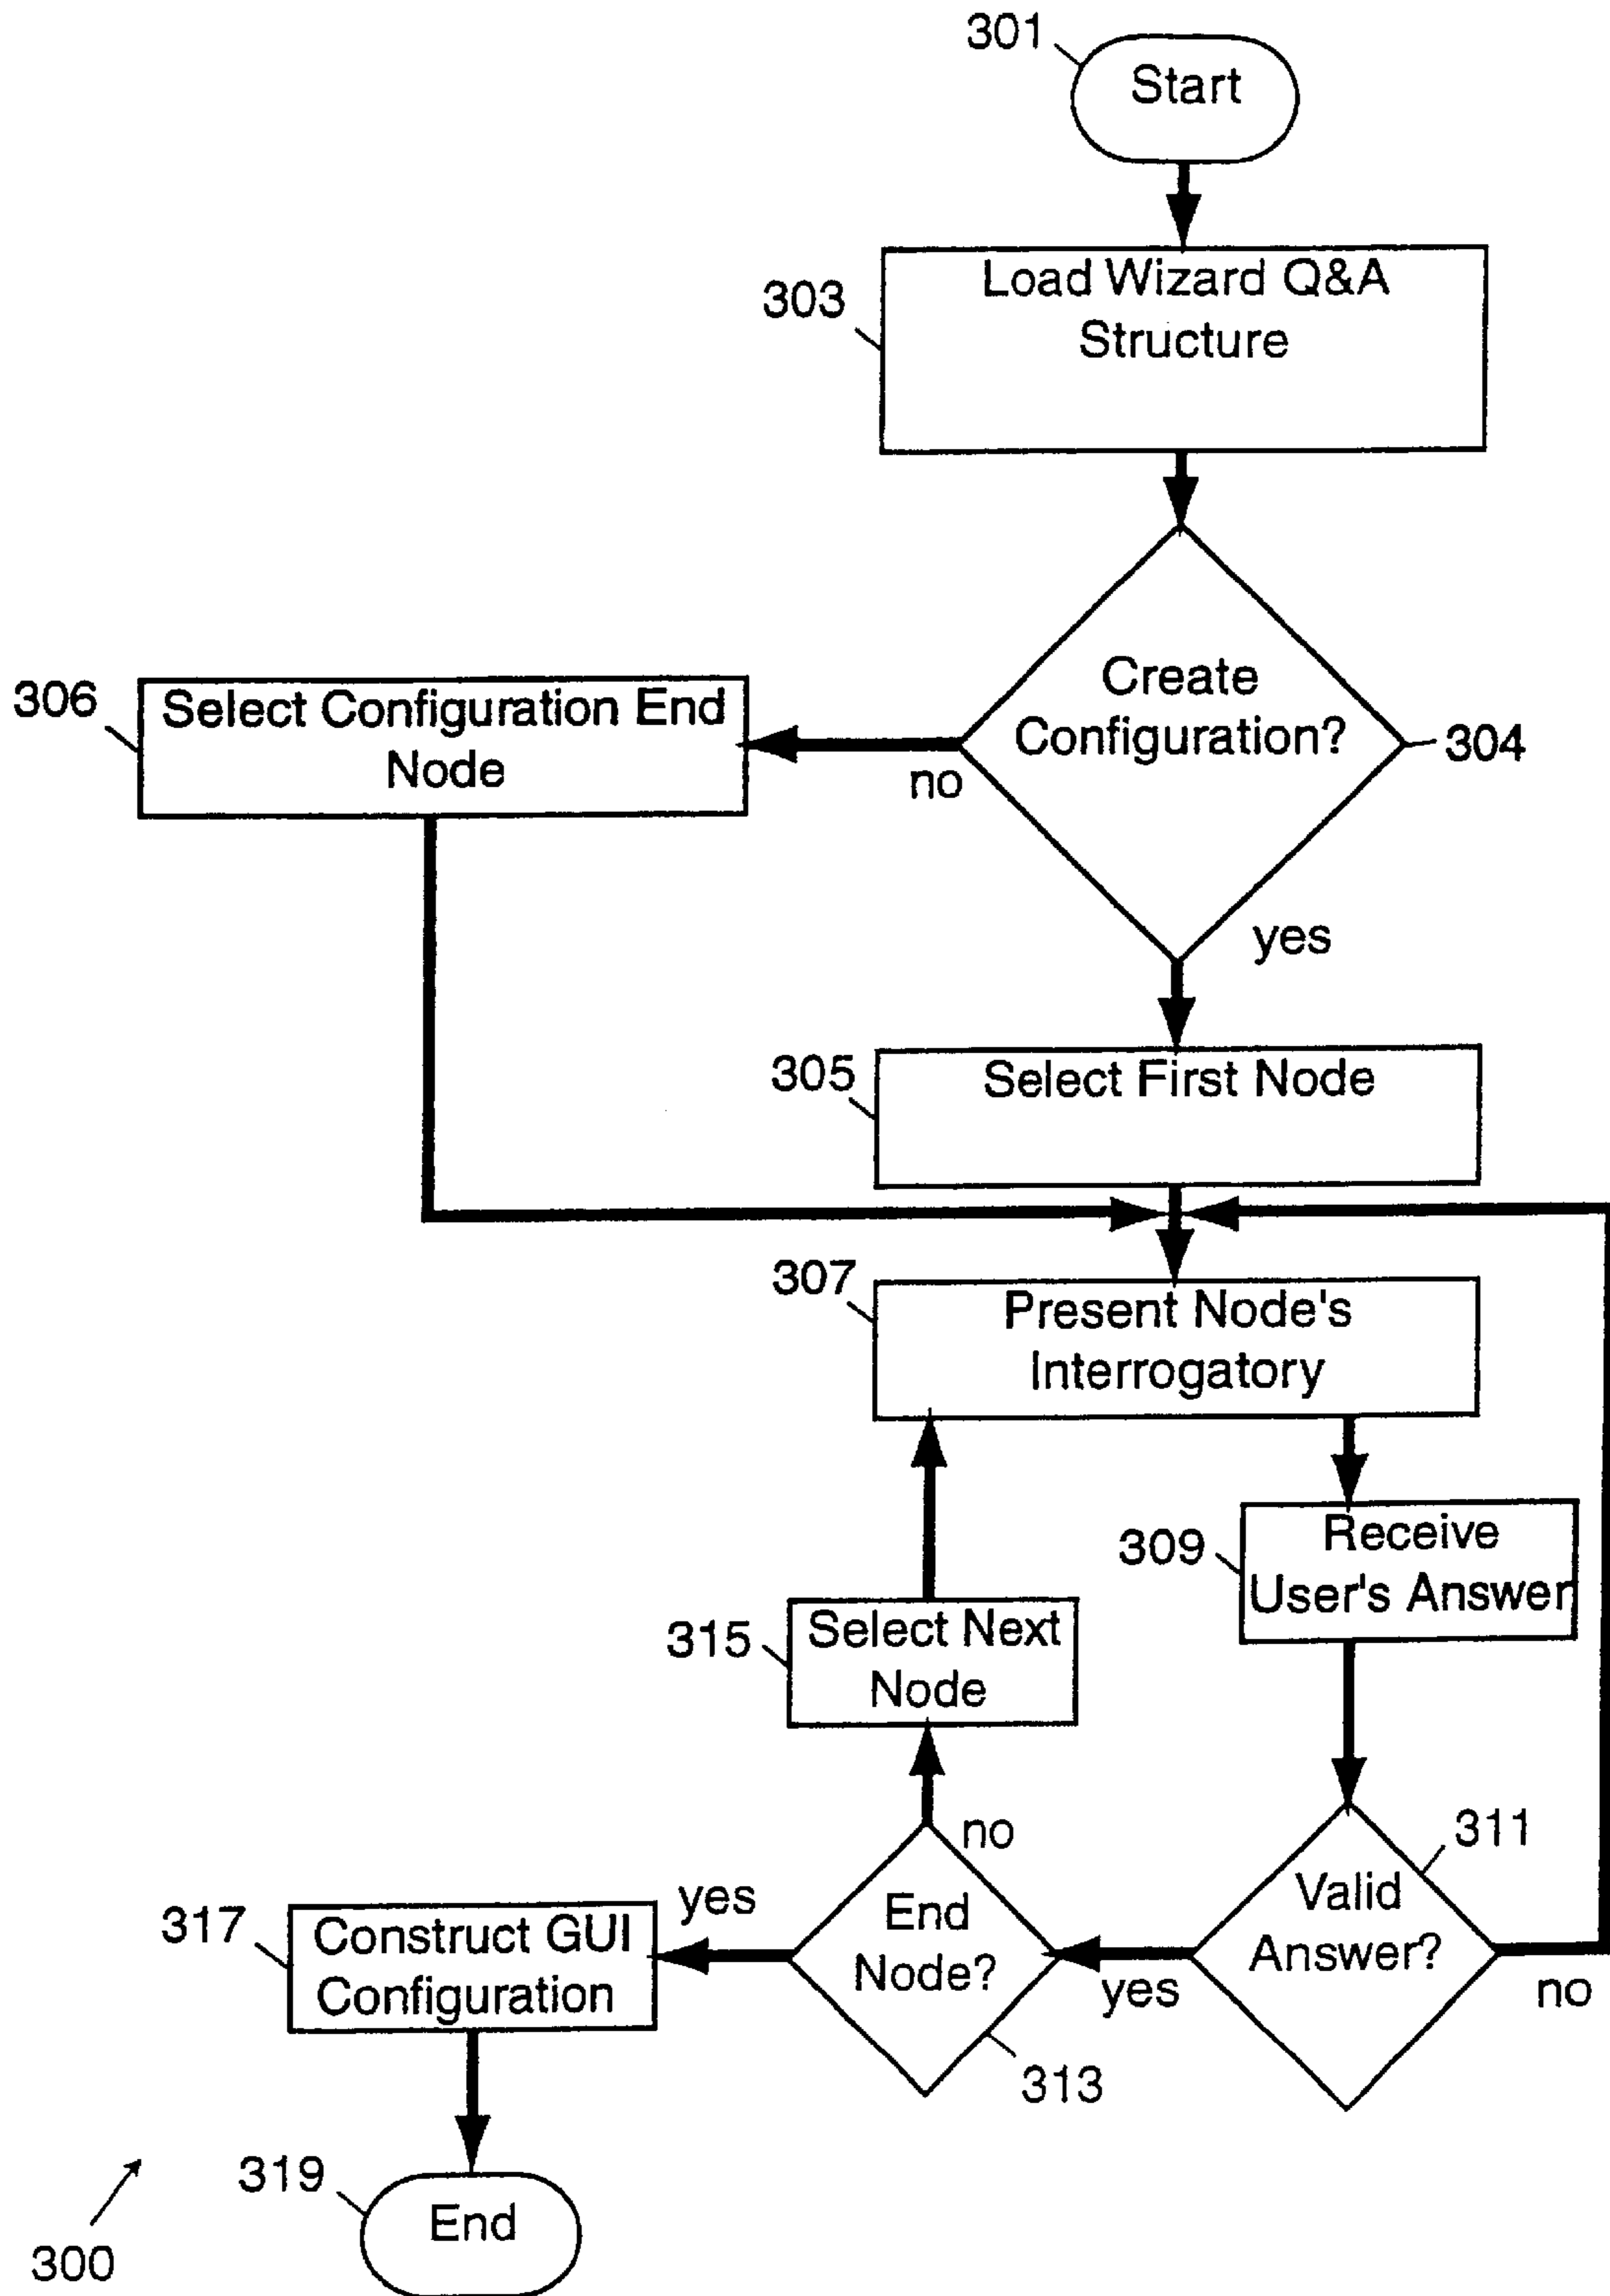 301
Start
303
Load Wizard Q&A
Structure
Create
Configuration?
304
306
Select Configuration End
Node
no
yes
305
Select First Node
307
Present Node's
Interrogatory
309
Receive
User's Answer
315
Select Next
Node
no
311
Valid
Answer?
yes
End
Node?
317
Construct GUI
Configuration
yes
no
313
319
End
300